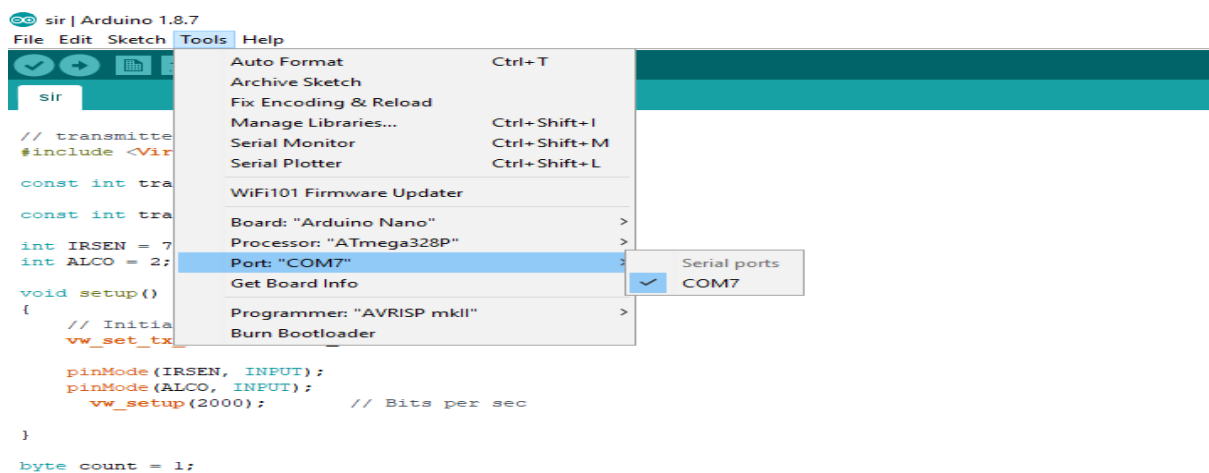 sir | Arduino 1.8.7
File Edit Sketch Tools Help
sir
Auto Format Ctrl+T
Archive Sketch
Fix Encoding & Reload
Manage Libraries... Ctrl+Shift+I
Serial Monitor Ctrl+Shift+M
Serial Plotter Ctrl+Shift+L
WiFi101 Firmware Updater
Board: "Arduino Nano" >
Processor: "ATmega328P" >
Port: "COM7" >
Get Board Info
Programmer: "AVRISP mkII" >
Burn Bootloader
Serial ports
COM7
// transmitte
#include <Vir
const int tra
const int tra
int IRSEN = 7
int ALCO = 2;
void setup()
{
// Initia
vw_set_tx_
pinMode(IRSEN, INPUT);
pinMode(ALCO, INPUT);
vw_setup(2000); // Bits per sec
}
byte count = 1;